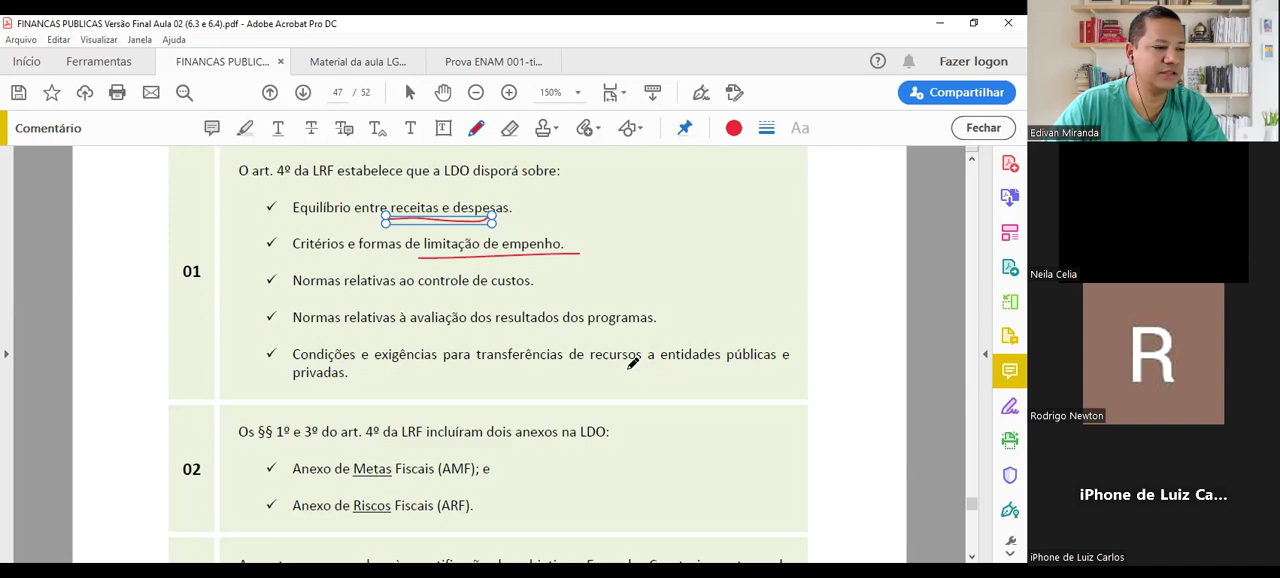 FINANCAS PUBLICAS Versão Final Aula 02 (6.3 e 6.4).pdf - Adobe Acrobat Pro DC
Arquivo Editar Visualizar Janela Ajuda
Início Ferramentas FINANCAS PUBLIC... × Material da aula LG... Prova ENAM 001-ti... Fazer logon
47 / 52 150% Compartilhar
Comentário Aa Fechar
O art. 4º da LRF estabelece que a LDO disporá sobre:
✓ Equilíbrio entre receitas e despesas.
✓ Critérios e formas de limitação de empenho.
01
✓ Normas relativas ao controle de custos.
✓ Normas relativas à avaliação dos resultados dos programas.
✓ Condições e exigências para transferências de recursos a entidades públicas e
privadas.
Os §§ 1º e 3º do art. 4º da LRF incluíram dois anexos na LDO:
02
✓ Anexo de Metas Fiscais (AMF); e
✓ Anexo de Riscos Fiscais (ARF).
Edivan Miranda
Neila Celia
R
Rodrigo Newton
iPhone de Luiz Ca...
iPhone de Luiz Carlos